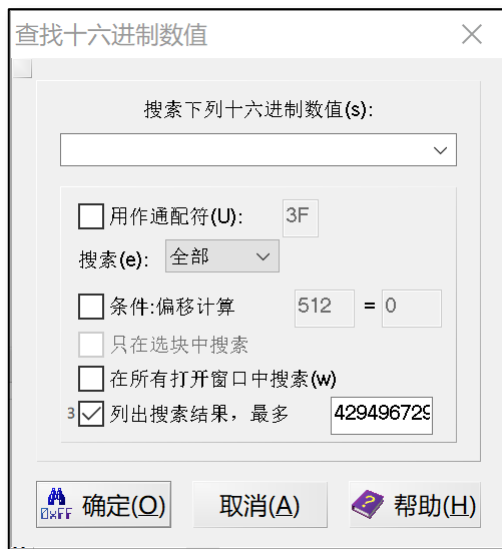 查找十六进制数值
搜索下列十六进制数值(s):
用作通配符(U): 3F
搜索(e): 全部
条件:偏移计算 512 = 0
只在选块中搜索
在所有打开窗口中搜索(w)
3 列出搜索结果，最多 429496729
0xFF 确定(O) 取消(A) ? 帮助(H)